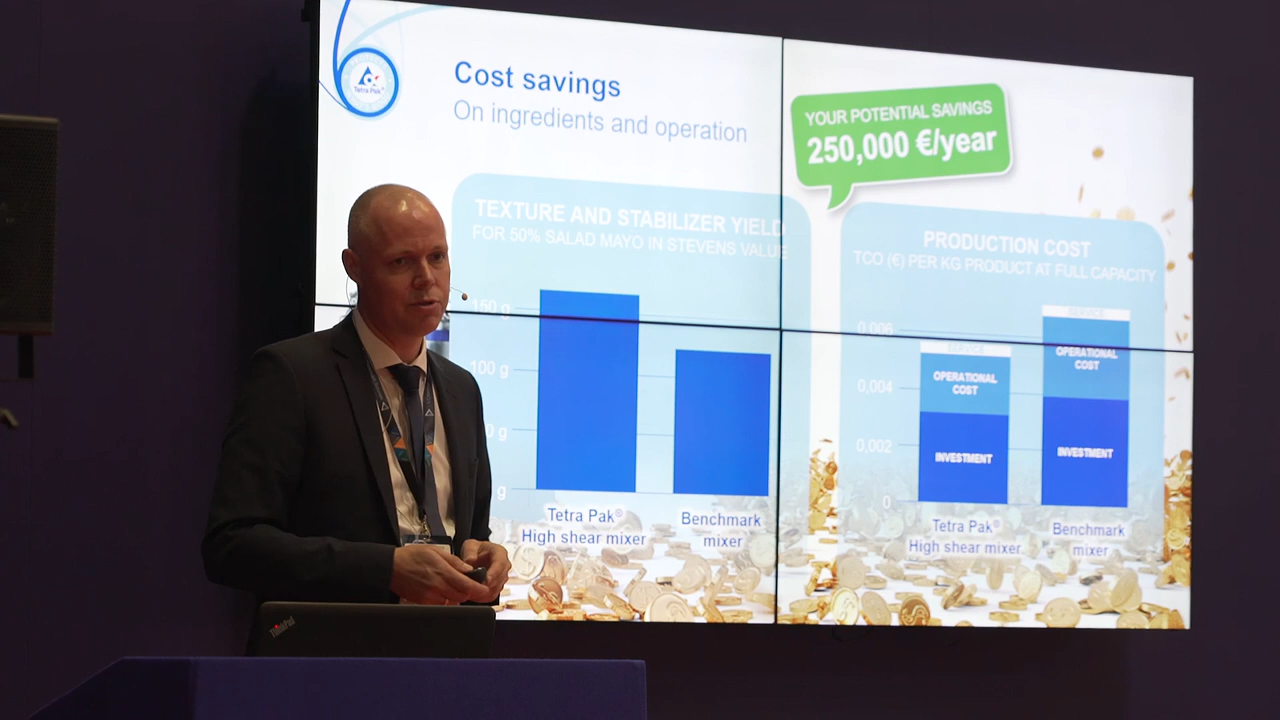 Tetra Pak®
Cost savings
On ingredients and operation
YOUR POTENTIAL SAVINGS
250,000 €/year
TEXTURE AND STABILIZER YIELD
FOR 50% SALAD MAYO IN STEVENS VALUE
150 g
100 g
0 g
g
Tetra Pak®
High shear mixer
Benchmark
mixer
PRODUCTION COST
TCO (€) PER KG PRODUCT AT FULL CAPACITY
0,006
0,004
0,002
0
SERVICE
OPERATIONAL
COST
INVESTMENT
SERVICE
OPERATIONAL
COST
INVESTMENT
Tetra Pak®
High shear mixer
Benchmark
mixer
ThinkPad